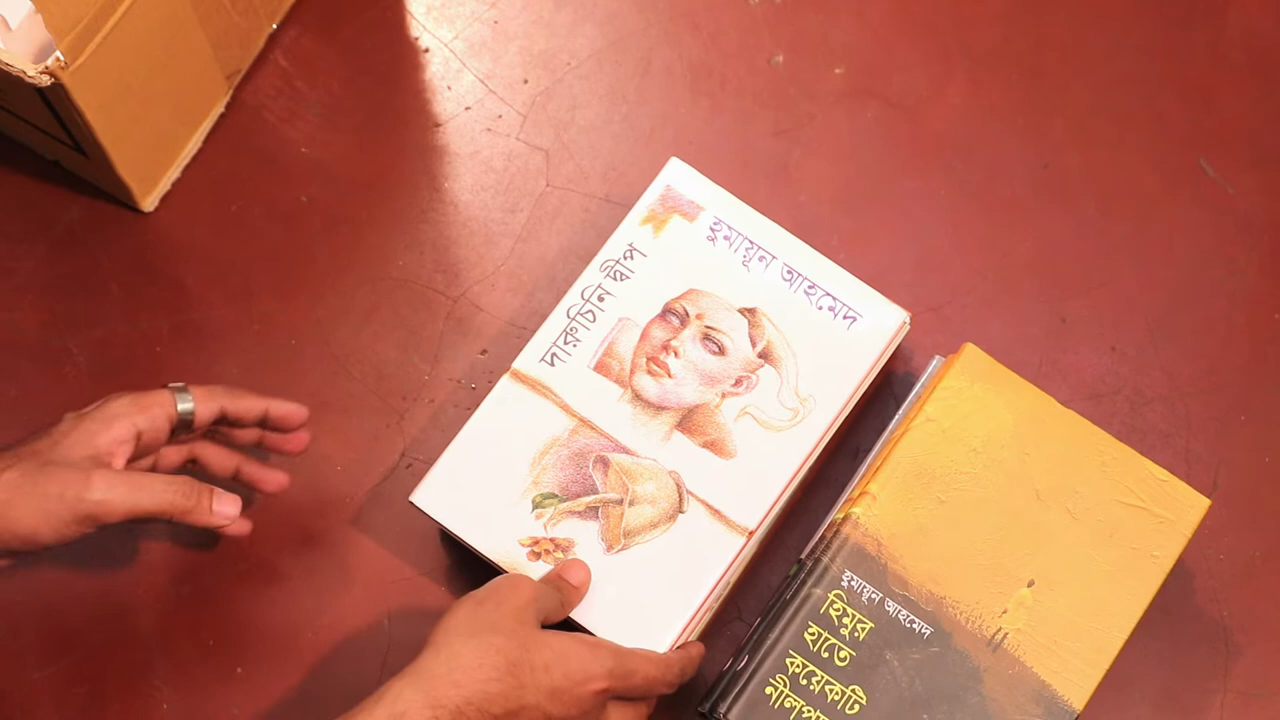 হুমায়ূন আহমেদ
দারুচিনি দ্বীপ
হুমায়ূন আহমেদ
হিমুর
হাতে
কয়েকটি